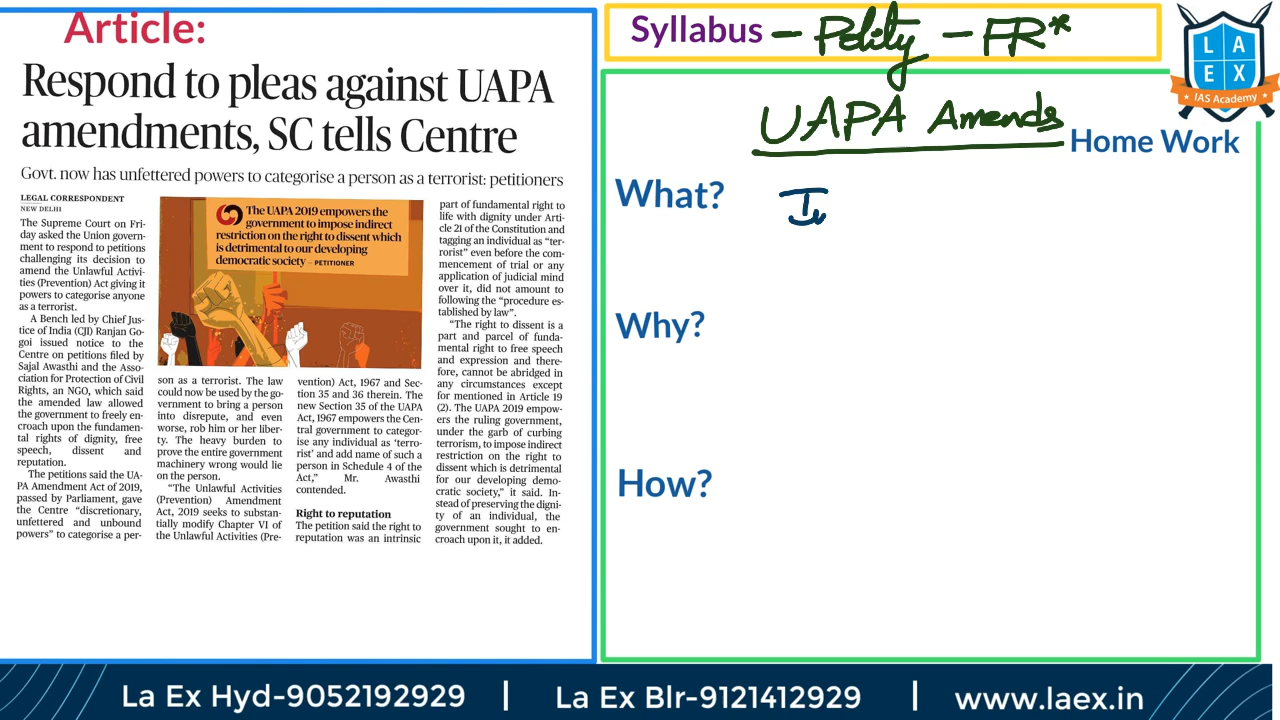 Article:
Respond to pleas against UAPA
amendments, SC tells Centre
Govt. now has unfettered powers to categorise a person as a terrorist: petitioners
LEGAL CORRESPONDENT
NEW DELHI
The Supreme Court on Fri-
day asked the Union govern-
ment to respond to petitions
challenging its decision to
amend the Unlawful Activi-
ties (Prevention) Act giving it
powers to categorise anyone
as a terrorist.
A Bench led by Chief Jus-
tice of India (CJI) Ranjan Go-
goi issued notice to the
Centre on petitions filed by
Sajal Awasthi and the Asso-
ciation for Protection of Civil
Rights, an NGO, which said
the amended law allowed
the government to freely en-
croach upon the fundamen-
tal rights of dignity, free
speech, dissent and
reputation.
The petitions said the UA-
PA Amendment Act of 2019,
passed by Parliament, gave
the Centre “discretionary,
unfettered and unbound
powers” to categorise a per-
The UAPA 2019 empowers the
government to impose indirect
restriction on the right to dissent which
is detrimental to our developing
democratic society – PETITIONER
son as a terrorist. The law
could now be used by the go-
vernment to bring a person
into disrepute, and even
worse, rob him or her liber-
ty. The heavy burden to
prove the entire government
machinery wrong would lie
on the person.
“The Unlawful Activities
(Prevention) Amendment
Act, 2019 seeks to substan-
tially modify Chapter VI of
the Unlawful Activities (Pre-
vention) Act, 1967 and Sec-
tion 35 and 36 therein. The
new Section 35 of the UAPA
Act, 1967 empowers the Cen-
tral government to categor-
ise any individual as ‘terro-
rist’ and add name of such a
person in Schedule 4 of the
Act,” Mr. Awasthi
contended.
Right to reputation
The petition said the right to
reputation was an intrinsic
part of fundamental right to
life with dignity under Arti-
cle 21 of the Constitution and
tagging an individual as “ter-
rorist” even before the com-
mencement of trial or any
application of judicial mind
over it, did not amount to
following the “procedure es-
tablished by law”.
“The right to dissent is a
part and parcel of funda-
mental right to free speech
and expression and there-
fore, cannot be abridged in
any circumstances except
for mentioned in Article 19
(2). The UAPA 2019 empow-
ers the ruling government,
under the garb of curbing
terrorism, to impose indirect
restriction on the right to
dissent which is detrimental
for our developing demo-
cratic society,” it said. In-
stead of preserving the digni-
ty of an individual, the
government sought to en-
croach upon it, it added.
Syllabus – Polity – FR*
UAPA Amends
Home Work
What?
Why?
How?
LA
EX
IAS Academy
La Ex Hyd-9052192929 | La Ex Blr-9121412929 | www.laex.in